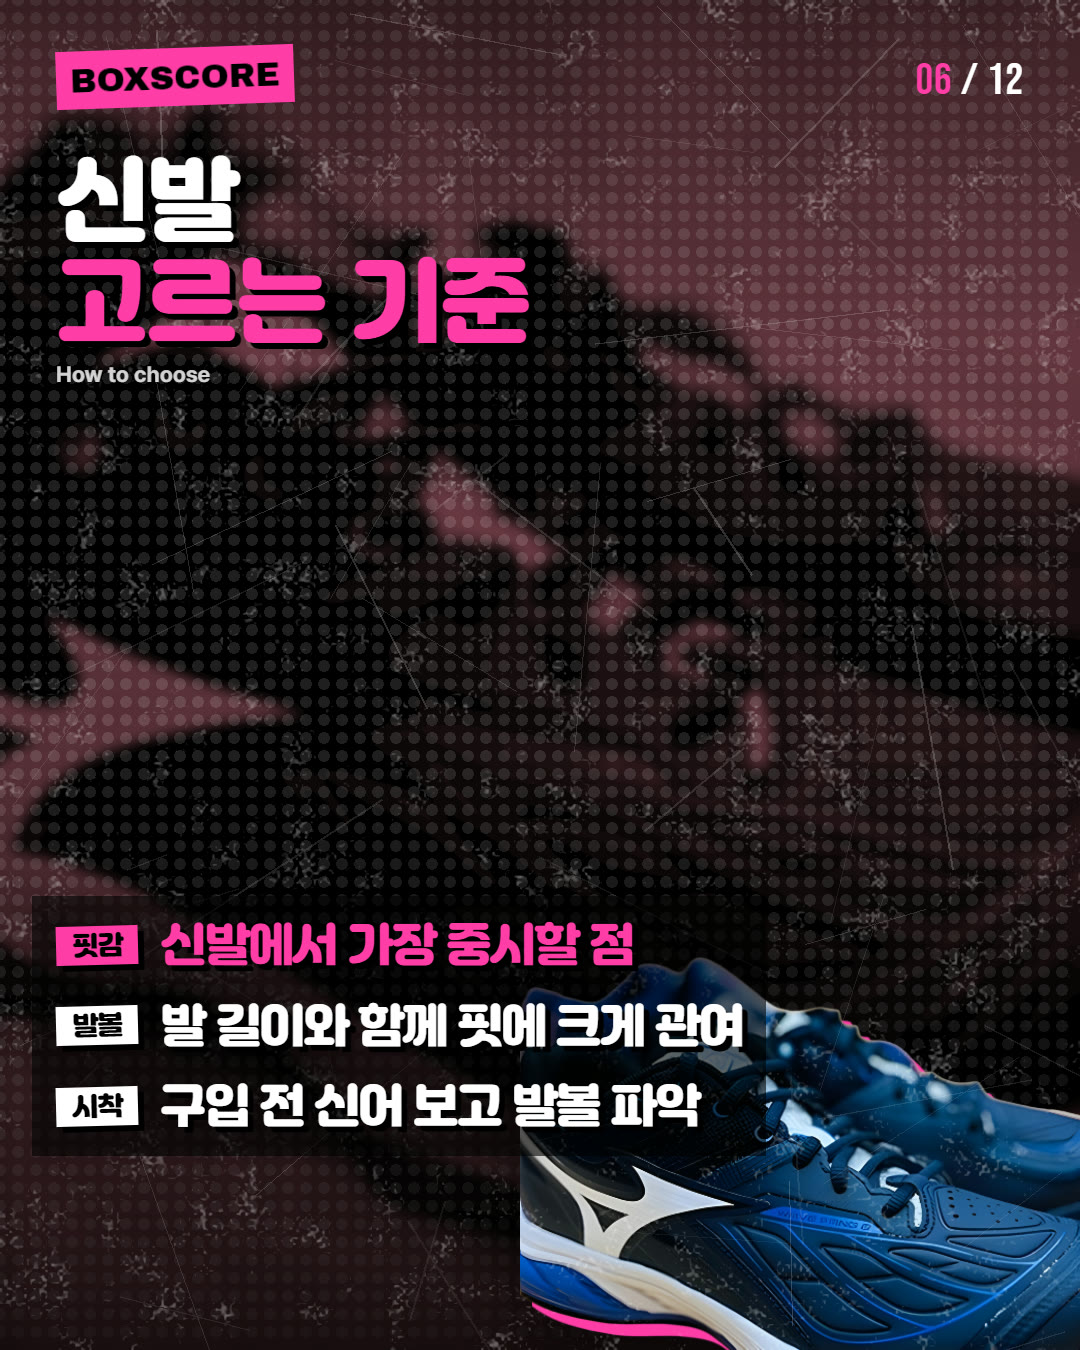 BOXSCORE
06 / 12
신발
고르는 기준
How to choose
핏감 신발에서 가장 중시할 점
발볼 발 길이와 함께 핏에 크게 관여
시착 구입 전 신어 보고 발볼 파악